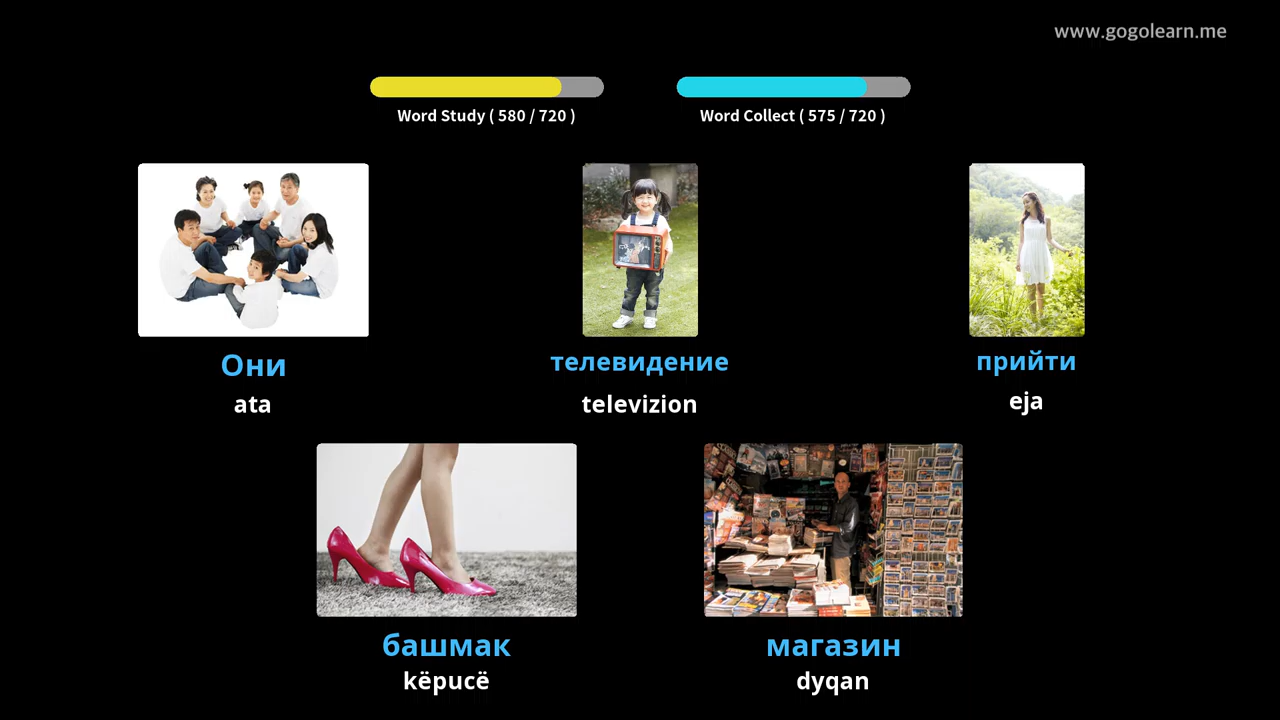 www.gogolearn.me
Word Study ( 580 / 720 )
Word Collect ( 575 / 720 )
Они
ata
телевидение
televizion
прийти
eja
башмак
këpucë
магазин
dyqan